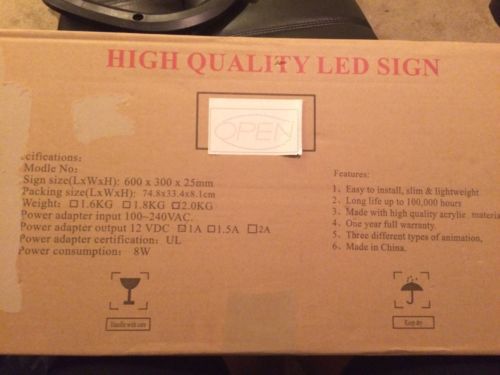 HIGH QUALITY LED SIGN
OPEN
cifications:
Modle No:
Sign size(LxWxH): 600 x 300 x 25mm
Packing size(LxWxH): 74.8x33.4x8.1cm
Weight: □1.6KG □1.8KG ☑2.0KG
Power adapter input 100~240VAC.
Power adapter output 12 VDC ☑1A □1.5A □2A
Power adapter certification: UL
Power consumption: 8W
Features:
1、Easy to install, slim & lightweight
2、Long life up to 100,000 hours
3、Made with high quality acrylic materia
4、One year full warranty.
5、Three different types of animation,
6、Made in China.
Handle with care
Keep dry